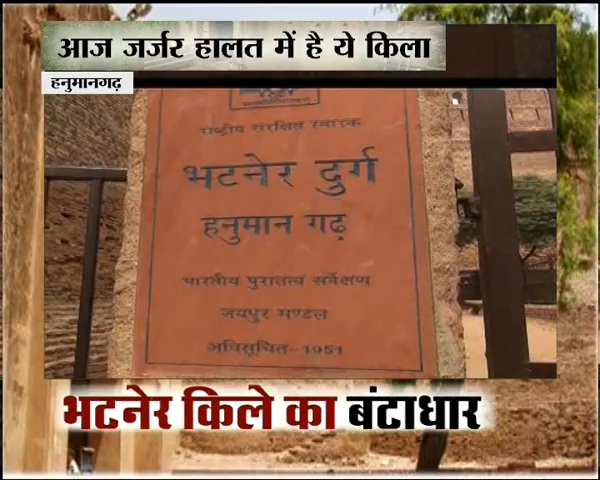 आज जर्जर हालत में है ये किला
हनुमानगढ़
राष्ट्रीय संरक्षित स्मारक
भटनेर दुर्ग
हनुमान गढ़
भारतीय पुरातत्व सर्वेक्षण
जयपुर मण्डल
अधिसूचित-1951
भटनेर किले का बंटाधार